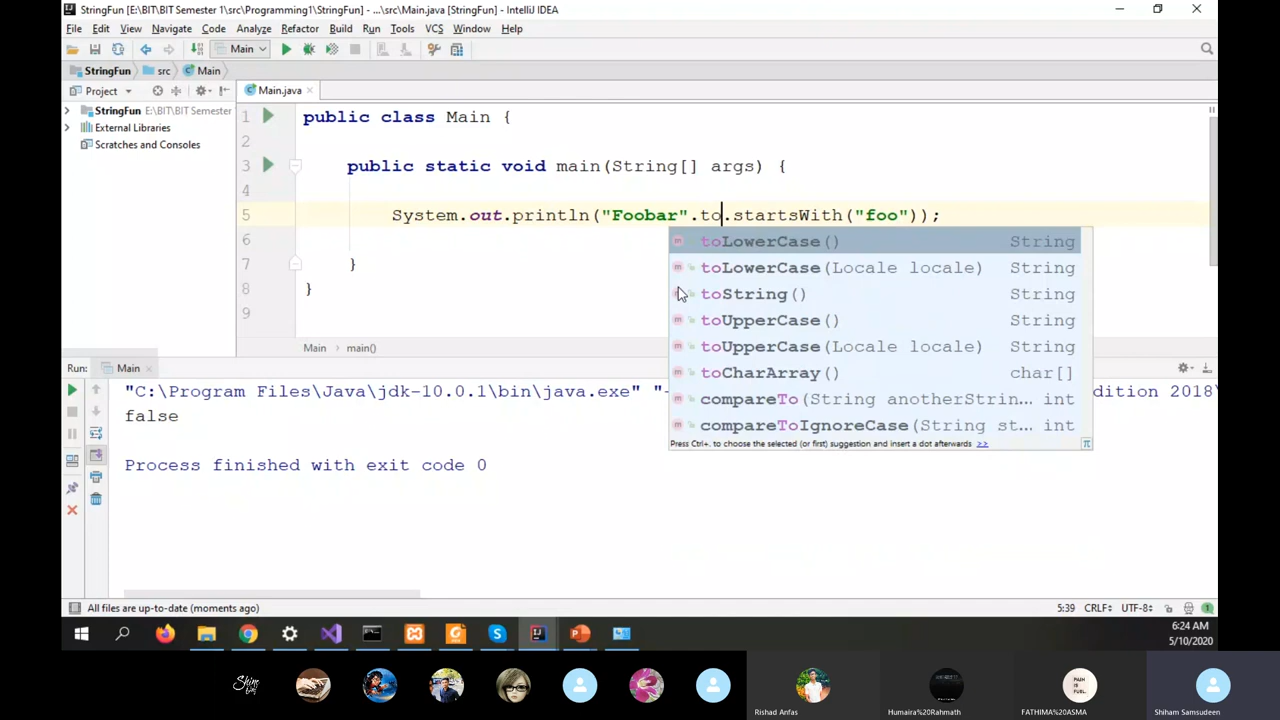 StringFun [E:\BIT\BIT Semester 1\src\Programming1\StringFun] - ...\src\Main.java [StringFun] - IntelliJ IDEA
File Edit View Navigate Code Analyze Refactor Build Run Tools VCS Window Help
Main
StringFun src Main
Project Main.java
StringFun E:\BIT\BIT Semester
External Libraries
Scratches and Consoles
1 public class Main {
2
3 public static void main(String[] args) {
4
5 System.out.println("Foobar".to.startsWith("foo"));
6
7 }
8 }
9
toLowerCase() String
toLowerCase(Locale locale) String
toString() String
toUpperCase() String
toUpperCase(Locale locale) String
toCharArray() char[]
compareTo(String anotherStrin... int
compareToIgnoreCase(String st... int
Press Ctrl+. to choose the selected (or first) suggestion and insert a dot afterwards >>
Main main()
Run: Main
"C:\Program Files\Java\jdk-10.0.1\bin\java.exe" "- dition 2018\
false
Process finished with exit code 0
All files are up-to-date (moments ago) 5:39 CRLF UTF-8 1
6:24 AM
5/10/2020
Rishad Anfas Humaira%20Rahmath FATHIMA%20ASMA Shiham Samsudeen